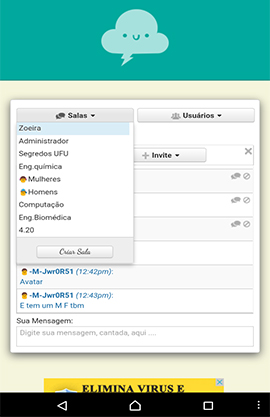 Salas
Usuários
Zoeira
Administrador
Segredos UFU
Eng.química
Mulheres
Homens
Computação
Eng.Biomédica
4.20
Criar Sala
Invite
-M-Jwr0R51 (12:42pm):
Avatar
-M-Jwr0R51 (12:43pm):
E tem um M F tbm
Sua Mensagem:
Digite sua mensagem, cantada, aqui ....
ELIMINA VIRUS E